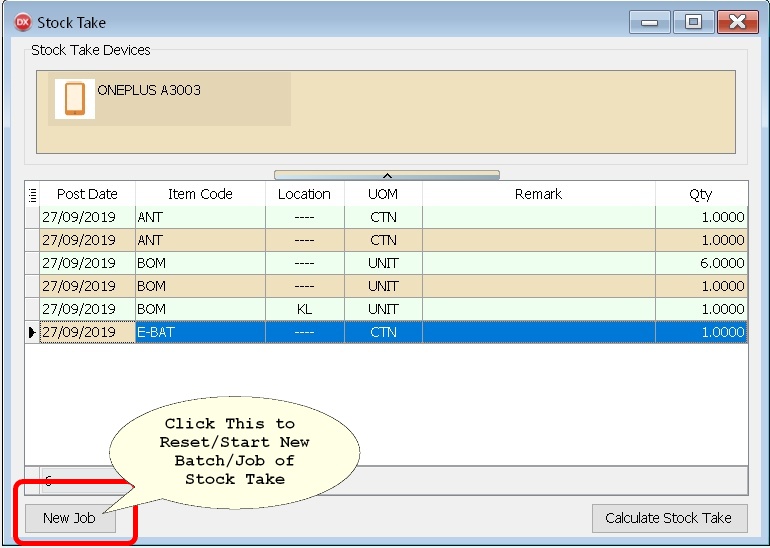 DX Stock Take
Stock Take Devices
ONEPLUS A3003
Post Date Item Code Location UOM Remark Qty
27/09/2019 ANT ---- CTN 1.0000
27/09/2019 ANT ---- CTN 1.0000
27/09/2019 BOM ---- UNIT 6.0000
27/09/2019 BOM ---- UNIT 1.0000
27/09/2019 BOM KL UNIT 1.0000
27/09/2019 E-BAT ---- CTN 1.0000
Click This to
Reset/Start New
Batch/Job of
Stock Take
6
New Job
Calculate Stock Take